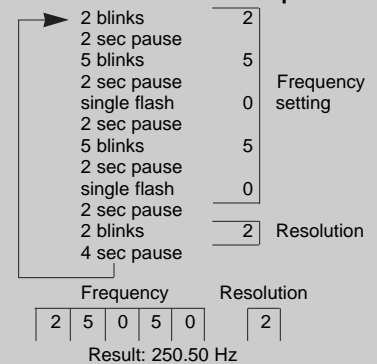 2 blinks 2
2 sec pause
5 blinks 5
2 sec pause Frequency
single flash 0 setting
2 sec pause
5 blinks 5
2 sec pause
single flash 0
2 sec pause
2 blinks 2 Resolution
4 sec pause
Frequency Resolution
2 5 0 5 0 2
Result: 250.50 Hz